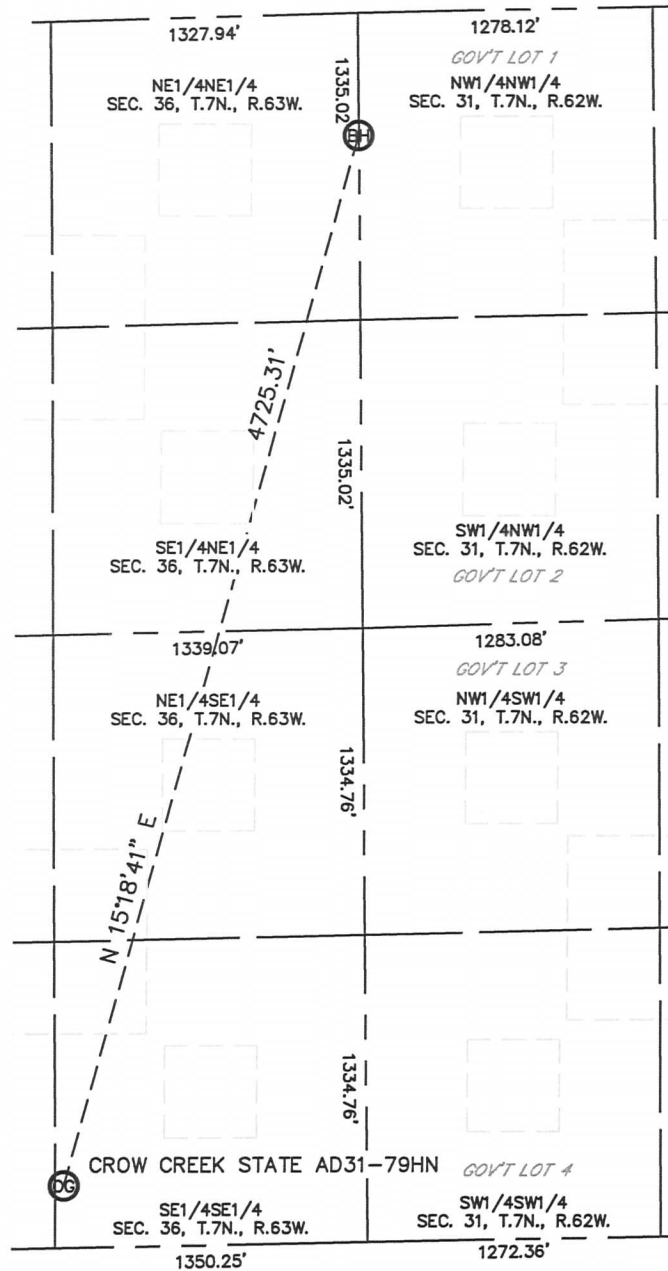 1327.94'
1278.12'
GOV'T LOT 1
NE1/4NE1/4
SEC. 36, T.7N., R.63W.
1335.02'
NW1/4NW1/4
SEC. 31, T.7N., R.62W.
BH
4725.31'
1335.02'
SE1/4NE1/4
SEC. 36, T.7N., R.63W.
SW1/4NW1/4
SEC. 31, T.7N., R.62W.
GOV'T LOT 2
1339.07'
1283.08'
GOV'T LOT 3
NE1/4SE1/4
SEC. 36, T.7N., R.63W.
NW1/4SW1/4
SEC. 31, T.7N., R.62W.
1334.76'
N 15°18'41" E
1334.76'
CROW CREEK STATE AD31-79HN
GOV'T LOT 4
OG
SE1/4SE1/4
SEC. 36, T.7N., R.63W.
SW1/4SW1/4
SEC. 31, T.7N., R.62W.
1350.25'
1272.36'